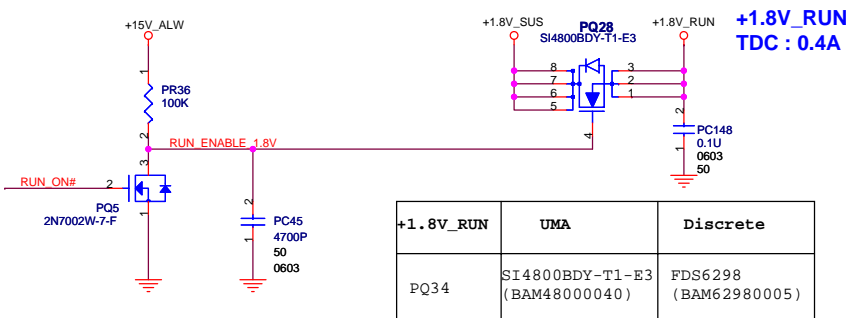 +15V_ALW
+1.8V_SUS
PQ28
SI4800BDY-T1-E3
+1.8V_RUN
+1.8V_RUN
TDC : 0.4A
8
7
6
5
3
2
1
4
1
PR36
100K
2
RUN_ENABLE_1.8V
3
RUN_ON#
2
PQ5
2N7002W-7-F
1
2
PC45
4700P
50
0603
1
2
PC148
0.1U
0603
50
1
+1.8V_RUN UMA Discrete
PQ34 SI4800BDY-T1-E3 FDS6298
(BAM48000040) (BAM62980005)